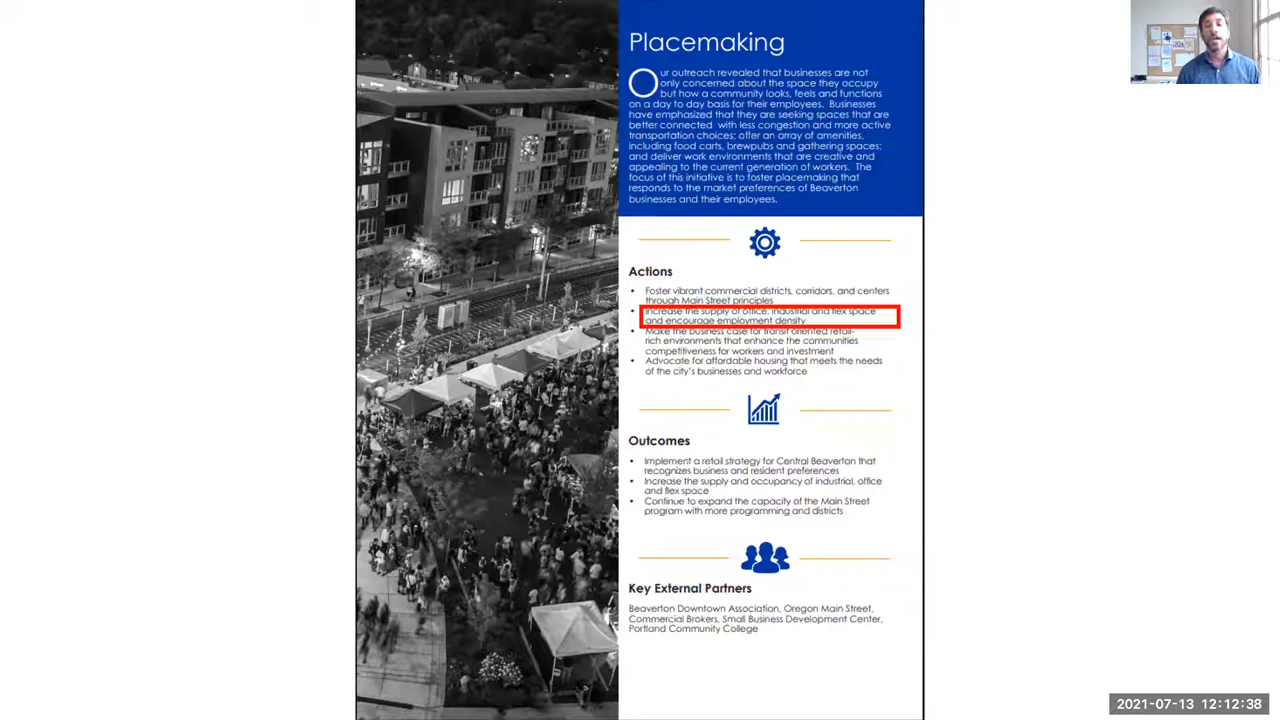 Placemaking
Our outreach revealed that businesses are not
only concerned about the space they occupy
but how a community looks, feels and functions
on a day to day basis for their employees. Businesses
have emphasized that they are seeking spaces that are
better connected with less congestion and more active
transportation choices; offer an array of amenities,
including food carts, brewpubs and gathering spaces;
and deliver work environments that are creative and
appealing to the current generation of workers. The
focus of this initiative is to foster placemaking that
responds to the market preferences of Beaverton
businesses and their employees.
Actions
• Foster vibrant commercial districts, corridors, and centers
through Main Street principles
• Increase the supply of office, industrial and flex space
and encourage employment density
• Make the business case for transit oriented retail-
rich environments that enhance the communities
competitiveness for workers and investment
• Advocate for affordable housing that meets the needs
of the city's businesses and workforce
Outcomes
• Implement a retail strategy for Central Beaverton that
recognizes business and resident preferences
• Increase the supply and occupancy of industrial, office
and flex space
• Continue to expand the capacity of the Main Street
program with more programming and districts
Key External Partners
Beaverton Downtown Association, Oregon Main Street,
Commercial Brokers, Small Business Development Center,
Portland Community College
2021-07-13 12:12:38